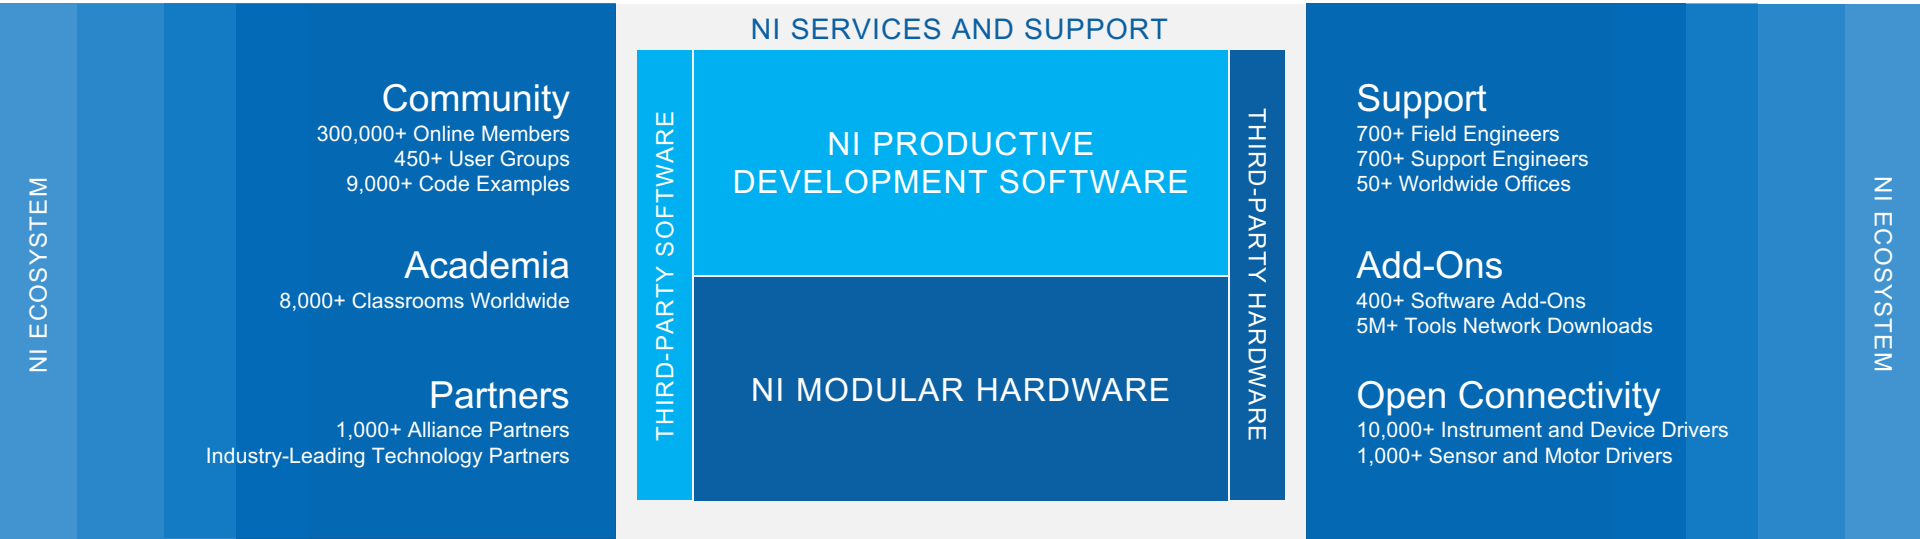 NI ECOSYSTEM
Community
300,000+ Online Members
450+ User Groups
9,000+ Code Examples
Academia
8,000+ Classrooms Worldwide
Partners
1,000+ Alliance Partners
Industry-Leading Technology Partners
NI SERVICES AND SUPPORT
THIRD-PARTY SOFTWARE
NI PRODUCTIVE
DEVELOPMENT SOFTWARE
NI MODULAR HARDWARE
THIRD-PARTY HARDWARE
Support
700+ Field Engineers
700+ Support Engineers
50+ Worldwide Offices
Add-Ons
400+ Software Add-Ons
5M+ Tools Network Downloads
Open Connectivity
10,000+ Instrument and Device Drivers
1,000+ Sensor and Motor Drivers
NI ECOSYSTEM